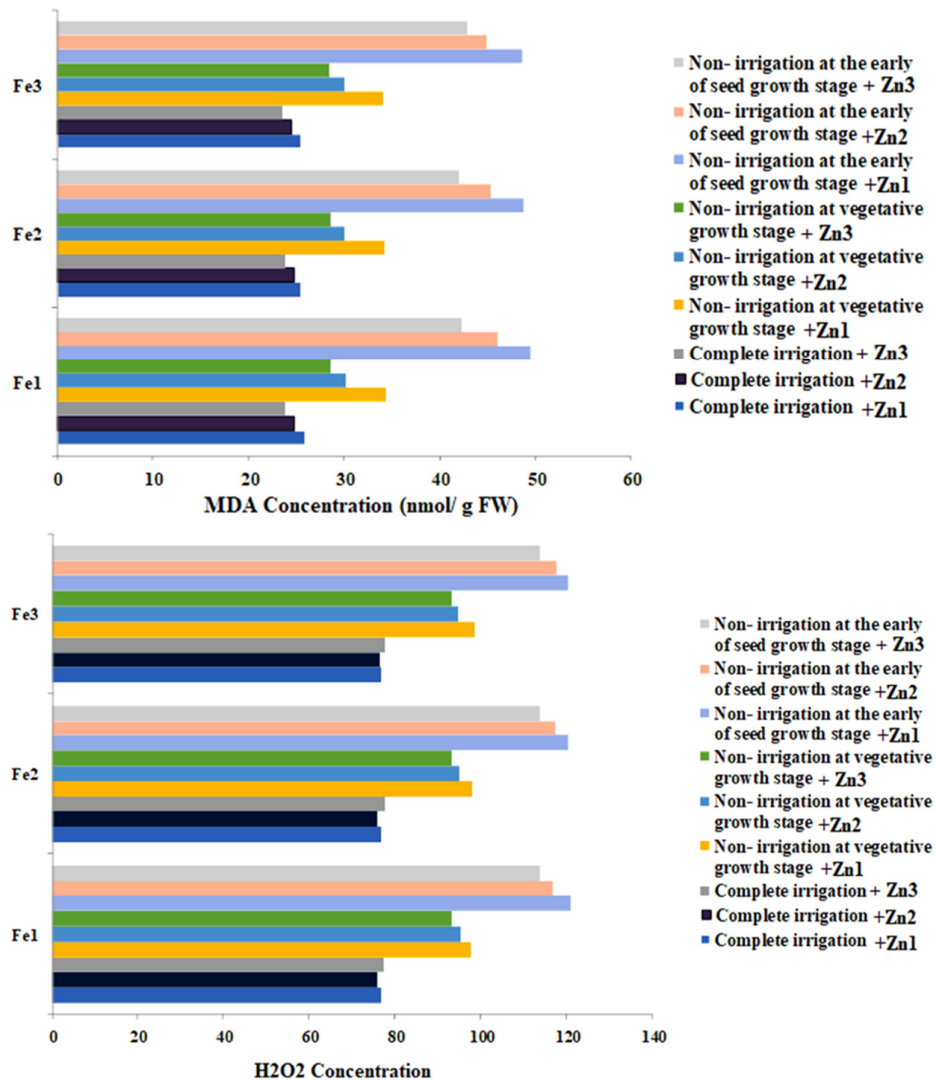 Fe3
Fe2
Fe1
0 10 20 30 40 50 60
MDA Concentration (nmol/ g FW)
Non- irrigation at the early
of seed growth stage + Zn3
Non- irrigation at the early
of seed growth stage +Zn2
Non- irrigation at the early
of seed growth stage +Zn1
Non- irrigation at vegetative
growth stage + Zn3
Non- irrigation at vegetative
growth stage +Zn2
Non- irrigation at vegetative
growth stage +Zn1
Complete irrigation + Zn3
Complete irrigation +Zn2
Complete irrigation +Zn1
Fe3
Fe2
Fe1
0 20 40 60 80 100 120 140
H2O2 Concentration
Non- irrigation at the early
of seed growth stage + Zn3
Non- irrigation at the early
of seed growth stage +Zn2
Non- irrigation at the early
of seed growth stage +Zn1
Non- irrigation at vegetative
growth stage + Zn3
Non- irrigation at vegetative
growth stage +Zn2
Non- irrigation at vegetative
growth stage +Zn1
Complete irrigation + Zn3
Complete irrigation +Zn2
Complete irrigation +Zn1